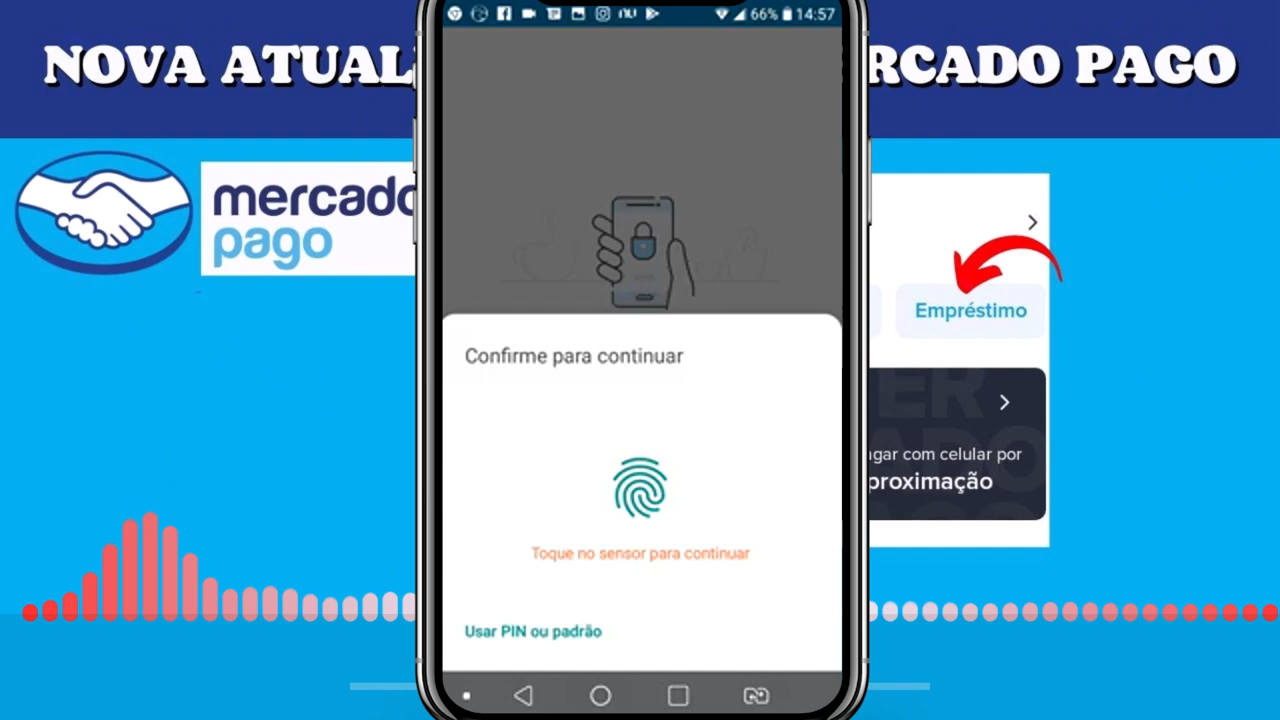 66% 14:57
NOVA ATUAL
RCADO PAGO
mercado
pago
Empréstimo
Confirme para continuar
ER
gar com celular por
proximação
Toque no sensor para continuar
Usar PIN ou padrão